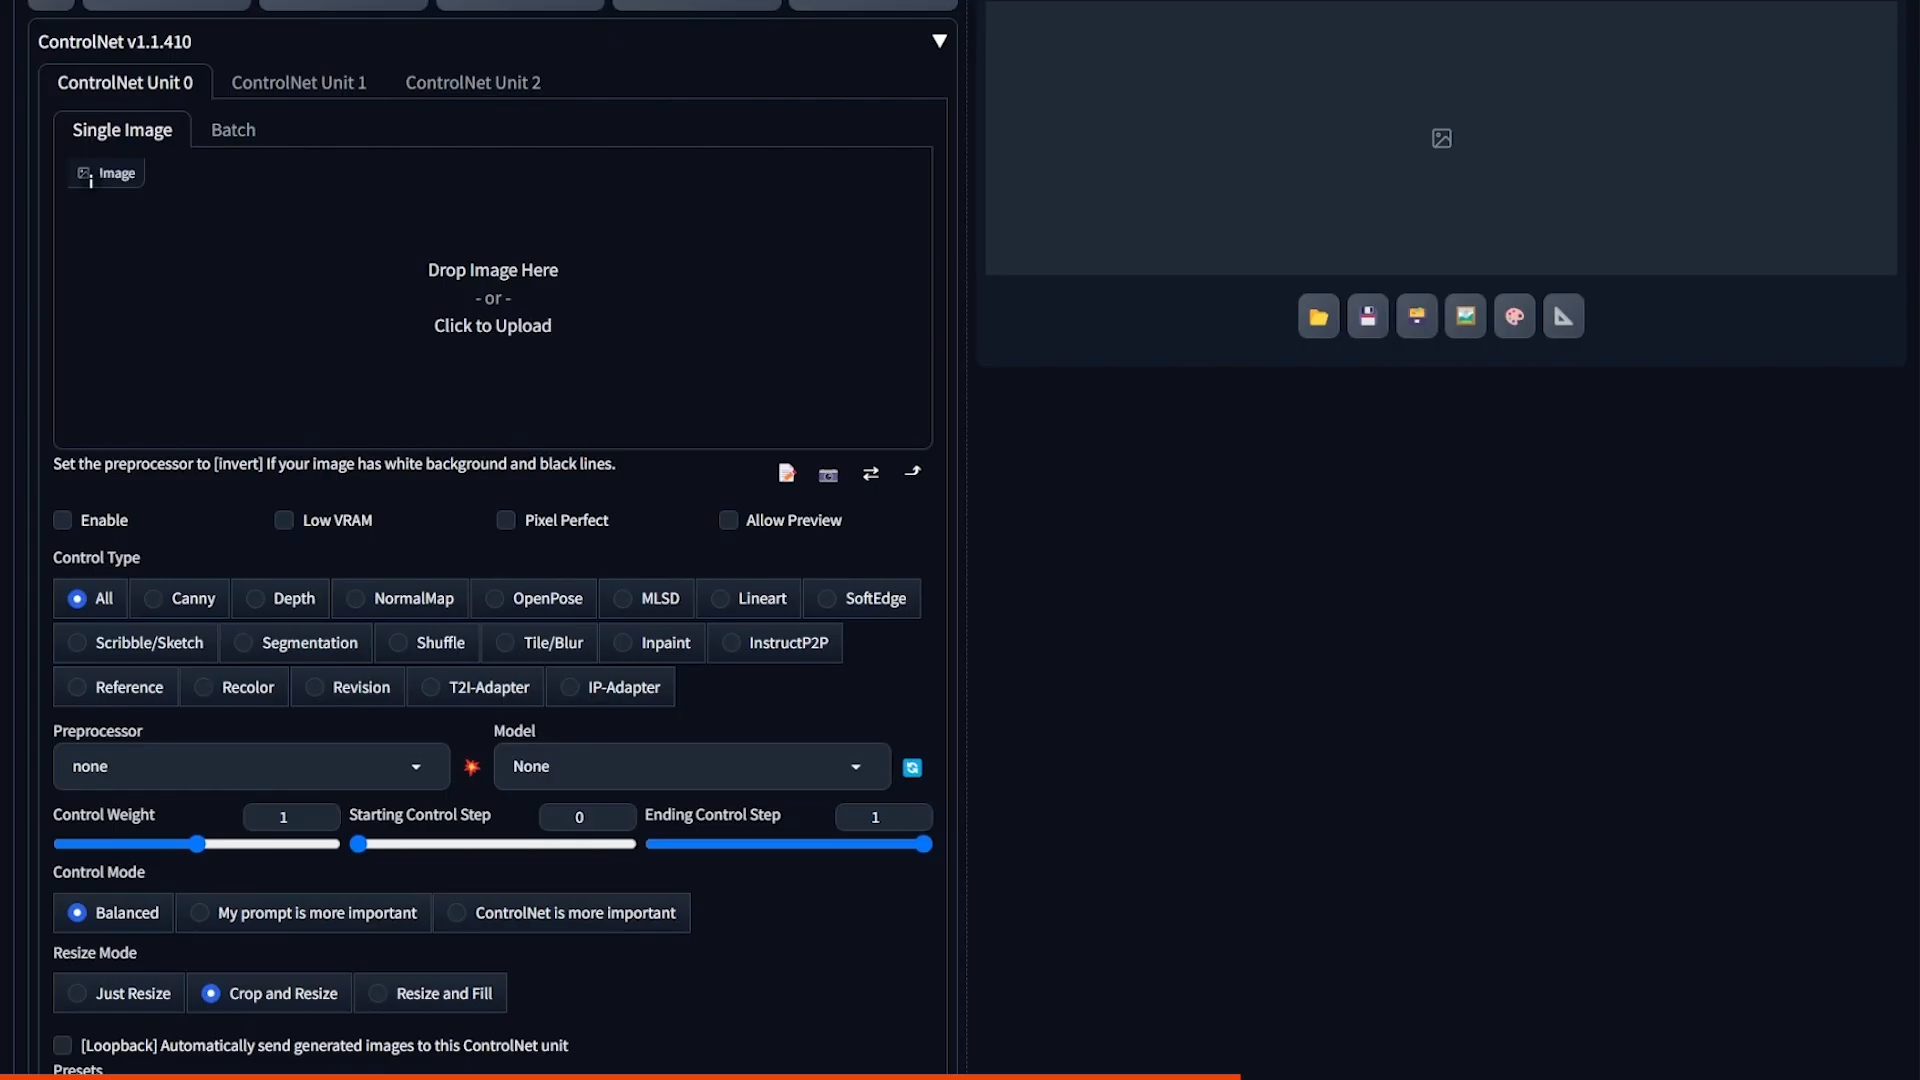 ControlNet v1.1.410
ControlNet Unit 0 ControlNet Unit 1 ControlNet Unit 2
Single Image Batch
Image
Drop Image Here
- or -
Click to Upload
Set the preprocessor to [invert] If your image has white background and black lines.
Enable Low VRAM Pixel Perfect Allow Preview
Control Type
All Canny Depth NormalMap OpenPose MLSD Lineart SoftEdge
Scribble/Sketch Segmentation Shuffle Tile/Blur Inpaint InstructP2P
Reference Recolor Revision T2I-Adapter IP-Adapter
Preprocessor Model
none None
Control Weight 1 Starting Control Step 0 Ending Control Step 1
Control Mode
Balanced My prompt is more important ControlNet is more important
Resize Mode
Just Resize Crop and Resize Resize and Fill
[Loopback] Automatically send generated images to this ControlNet unit
Presets